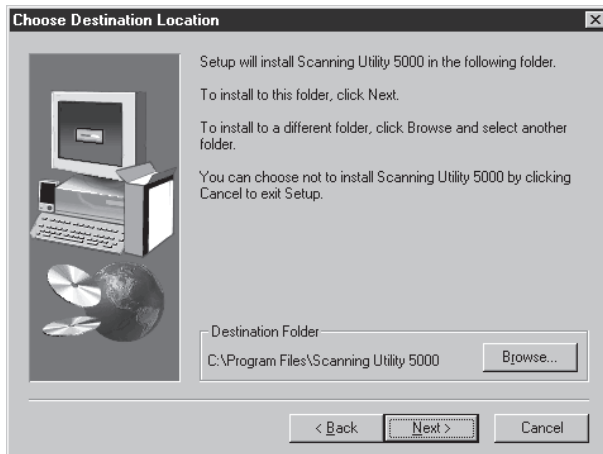 Choose Destination Location
Setup will install Scanning Utility 5000 in the following folder.
To install to this folder, click Next.
To install to a different folder, click Browse and select another
folder.
You can choose not to install Scanning Utility 5000 by clicking
Cancel to exit Setup.
Destination Folder
C:\Program Files\Scanning Utility 5000
Browse...
< Back
Next >
Cancel